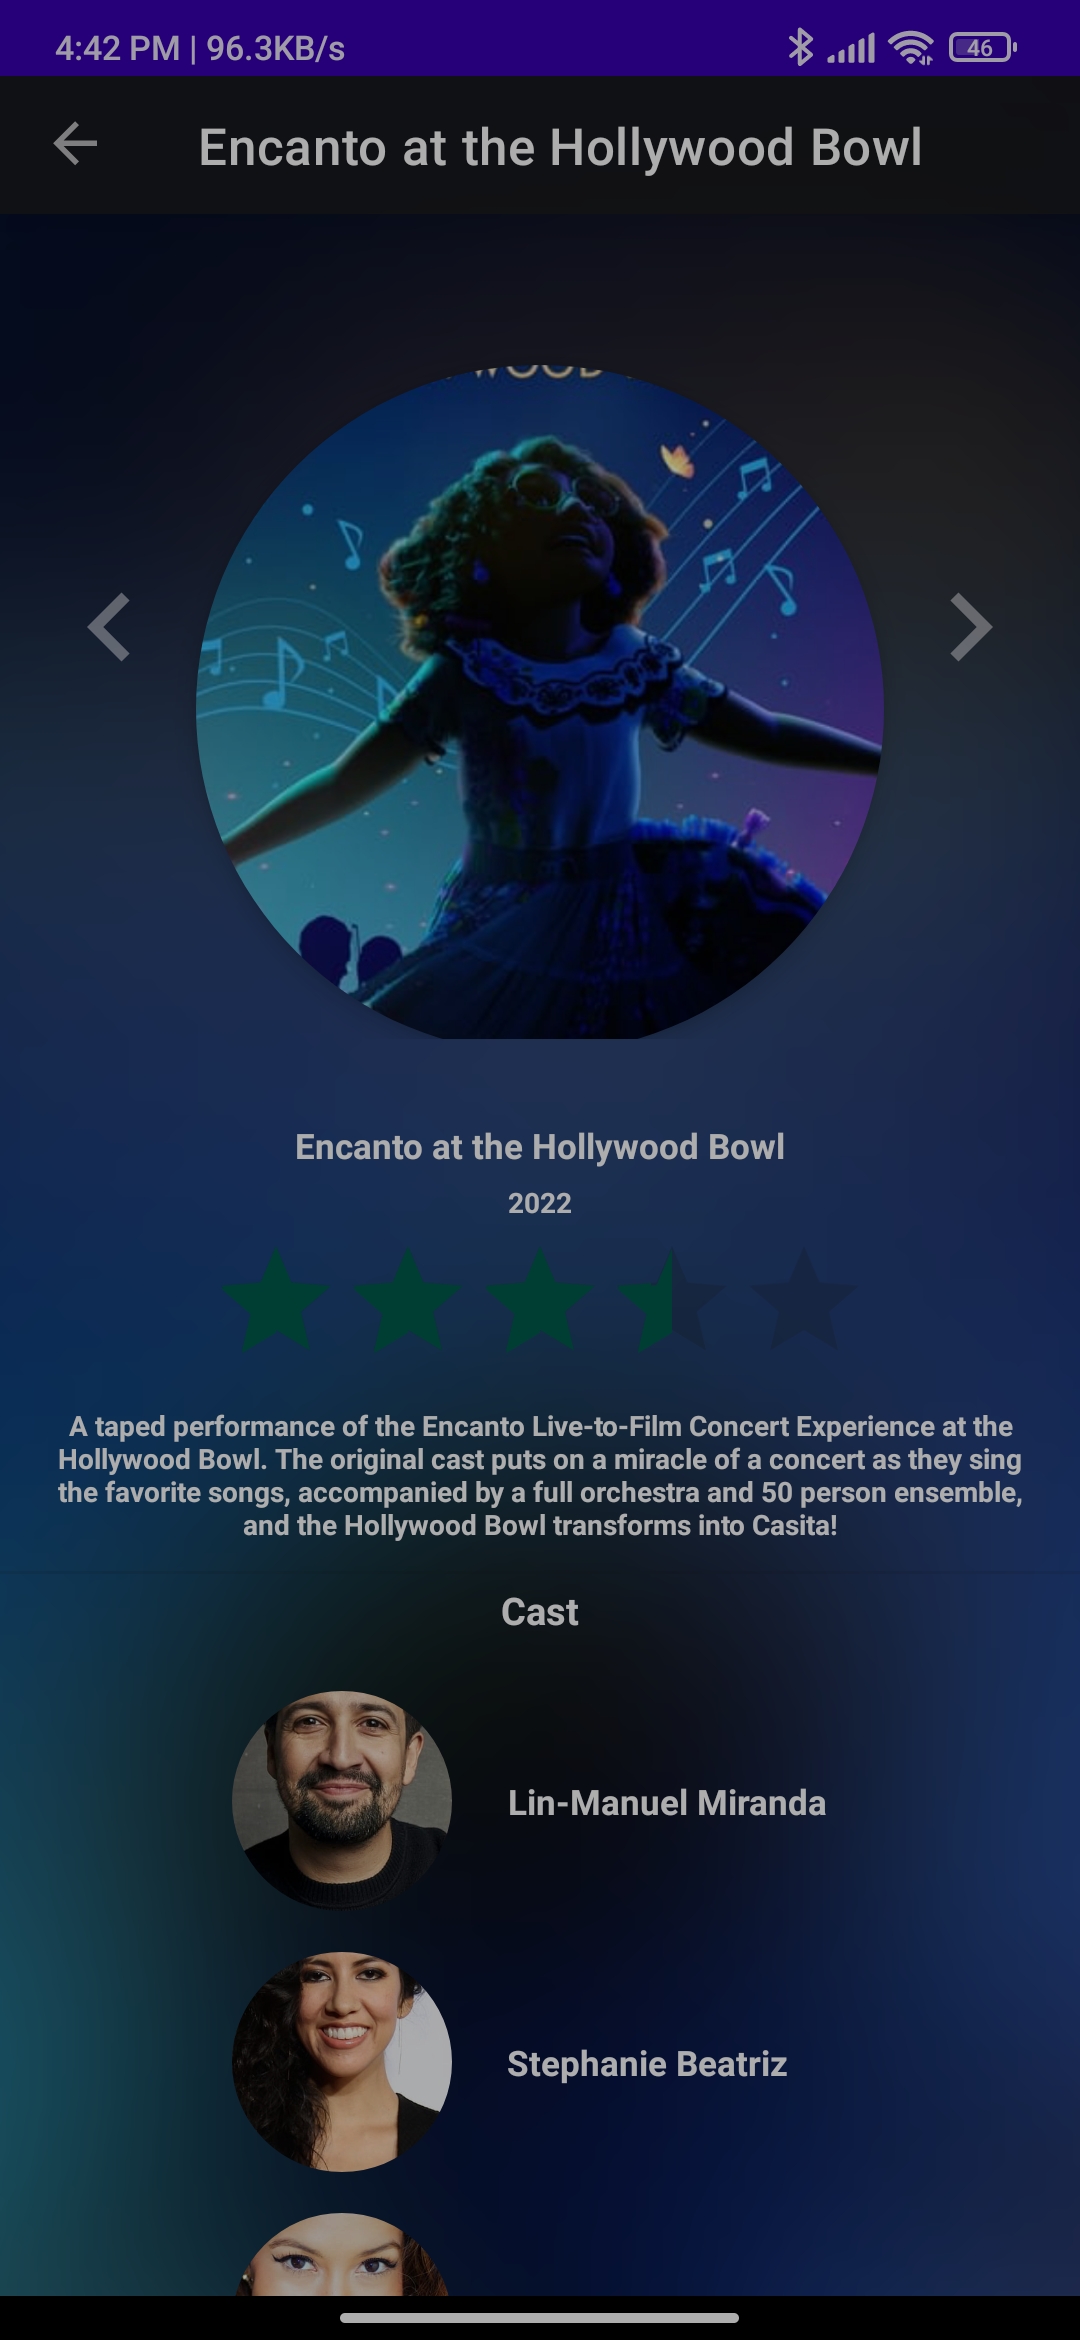 4:42 PM | 96.3KB/s
46
Encanto at the Hollywood Bowl
WOOD
Encanto at the Hollywood Bowl
2022
A taped performance of the Encanto Live-to-Film Concert Experience at the
Hollywood Bowl. The original cast puts on a miracle of a concert as they sing
the favorite songs, accompanied by a full orchestra and 50 person ensemble,
and the Hollywood Bowl transforms into Casita!
Cast
Lin-Manuel Miranda
Stephanie Beatriz